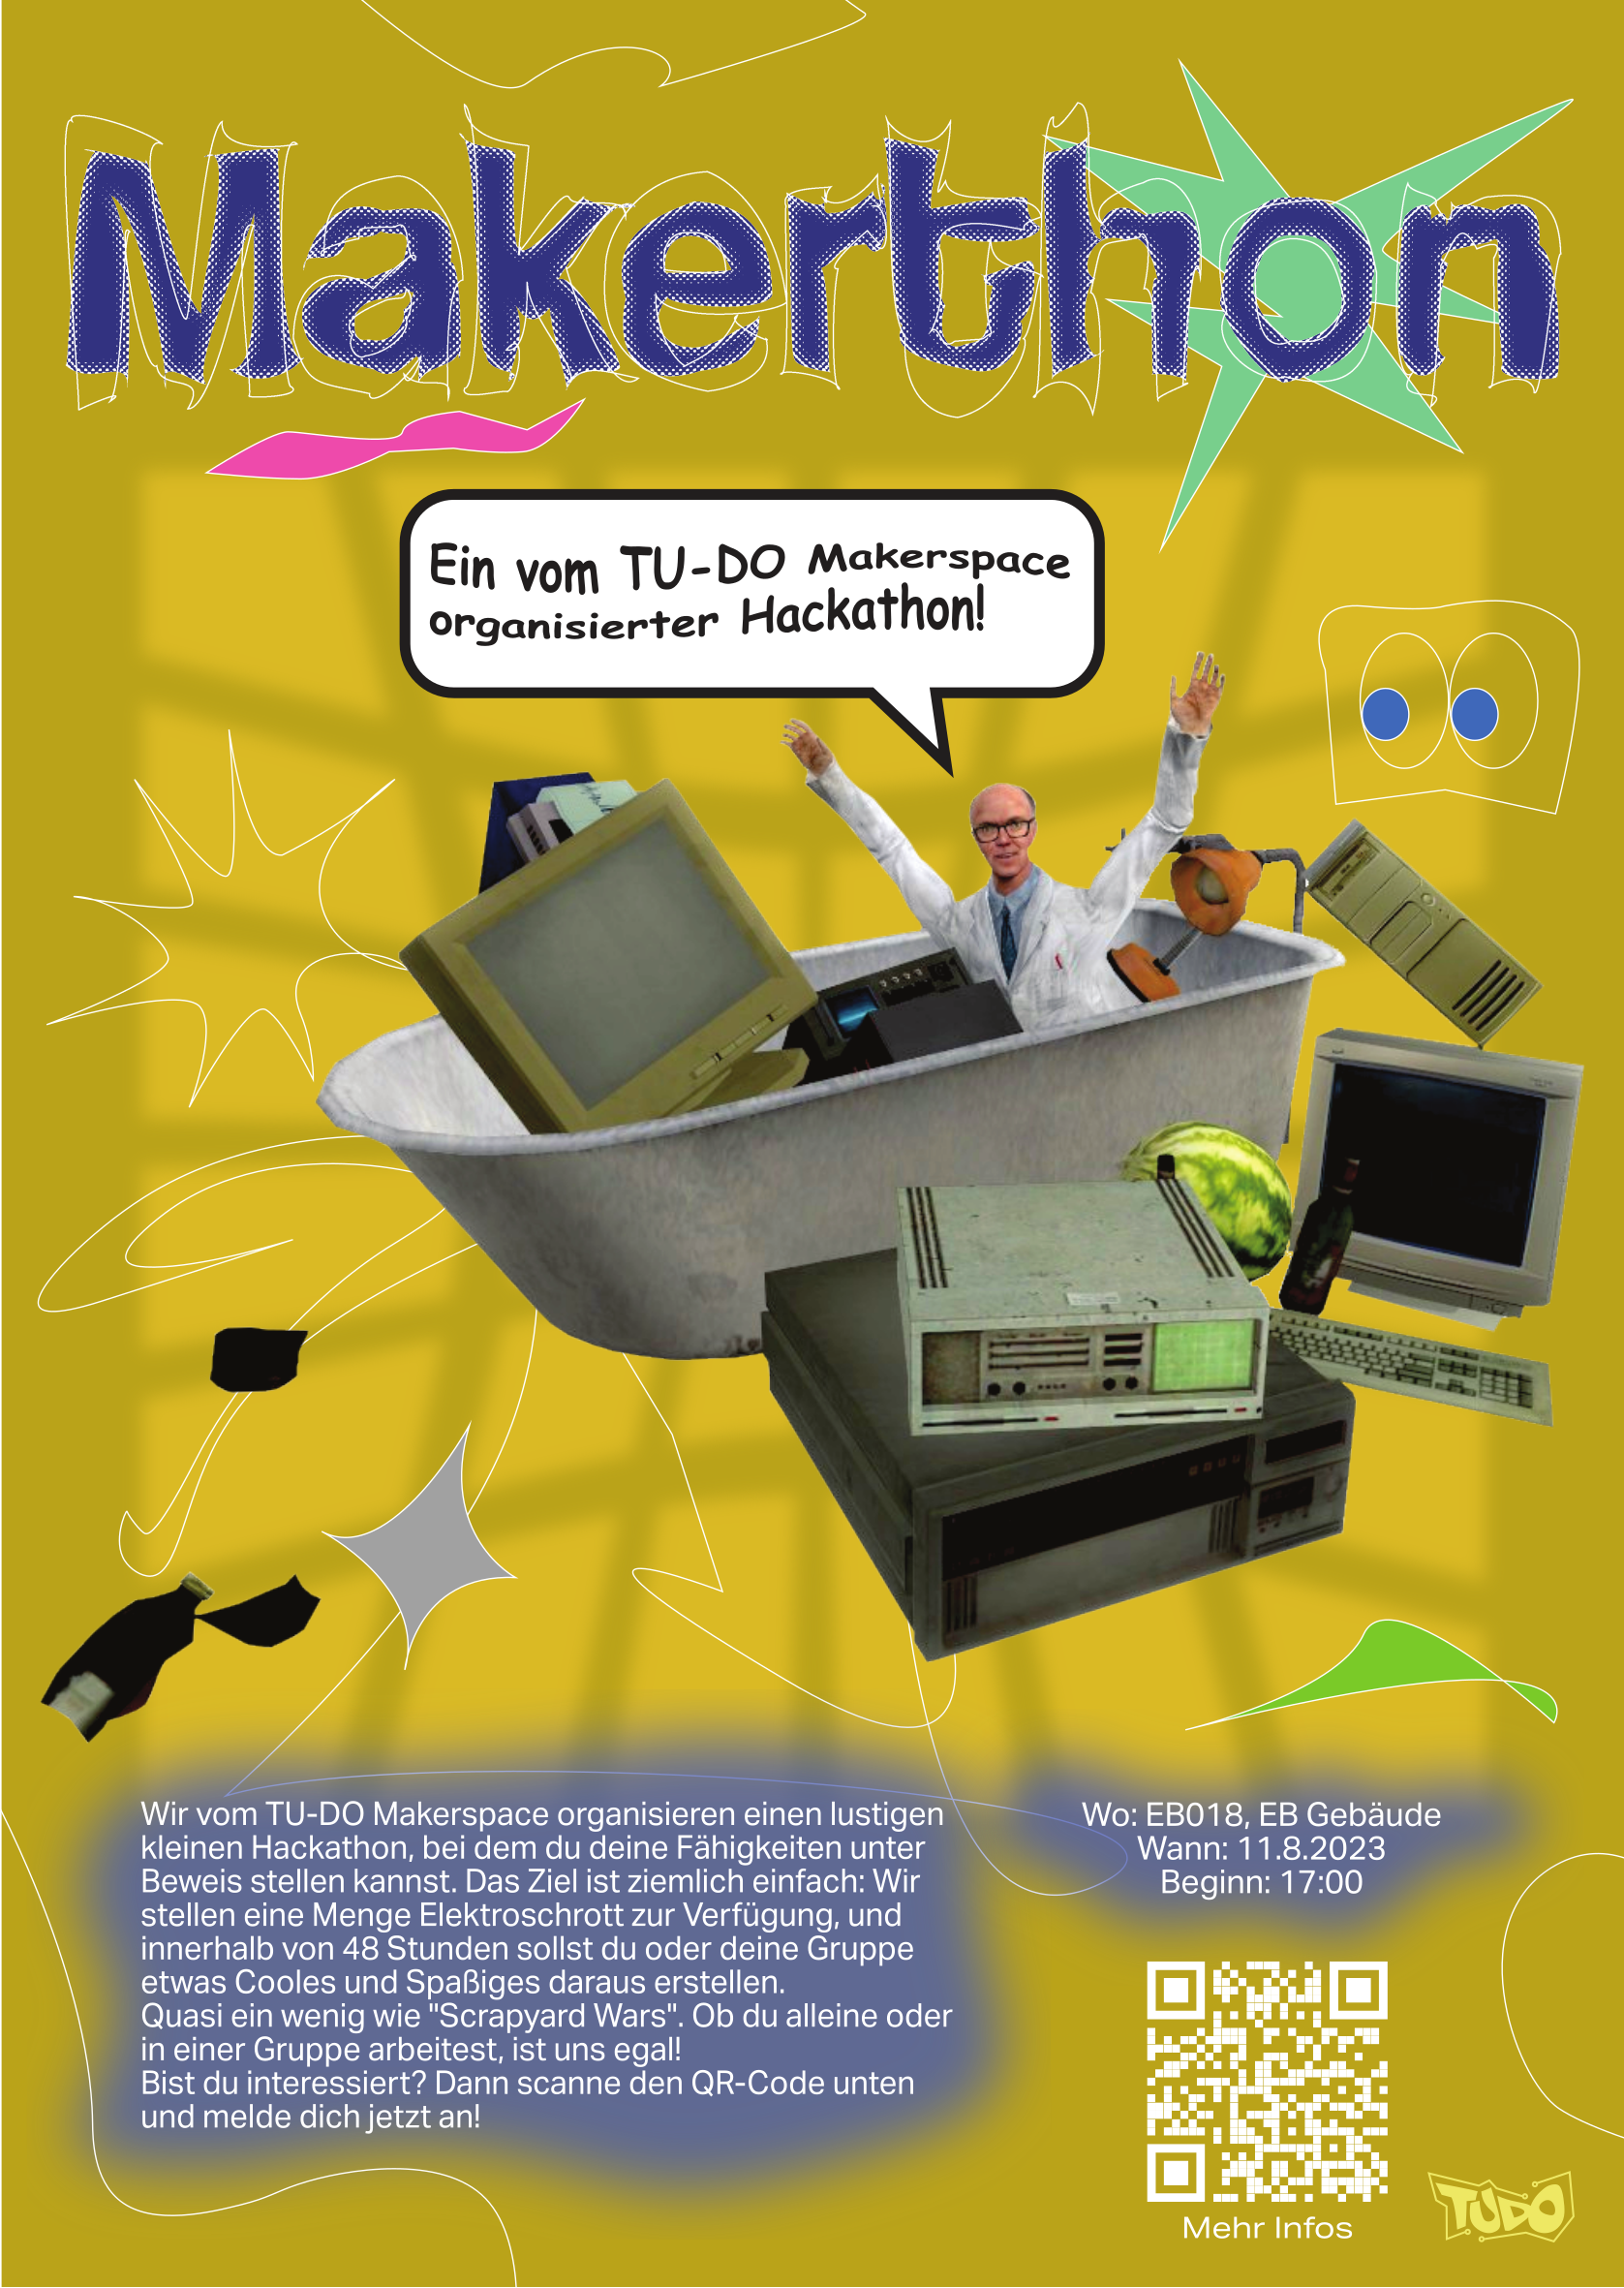 Makerthon
Ein vom TU-DO Makerspace
organisierter Hackathon!
Wir vom TU-DO Makerspace organisieren einen lustigen
kleinen Hackathon, bei dem du deine Fähigkeiten unter
Beweis stellen kannst. Das Ziel ist ziemlich einfach: Wir
stellen eine Menge Elektroschrott zur Verfügung, und
innerhalb von 48 Stunden sollst du oder deine Gruppe
etwas Cooles und Spaßiges daraus erstellen.
Quasi ein wenig wie "Scrapyard Wars". Ob du alleine oder
in einer Gruppe arbeitest, ist uns egal!
Bist du interessiert? Dann scanne den QR-Code unten
und melde dich jetzt an!
Wo: EB018, EB Gebäude
Wann: 11.8.2023
Beginn: 17:00
Mehr Infos
TUDO